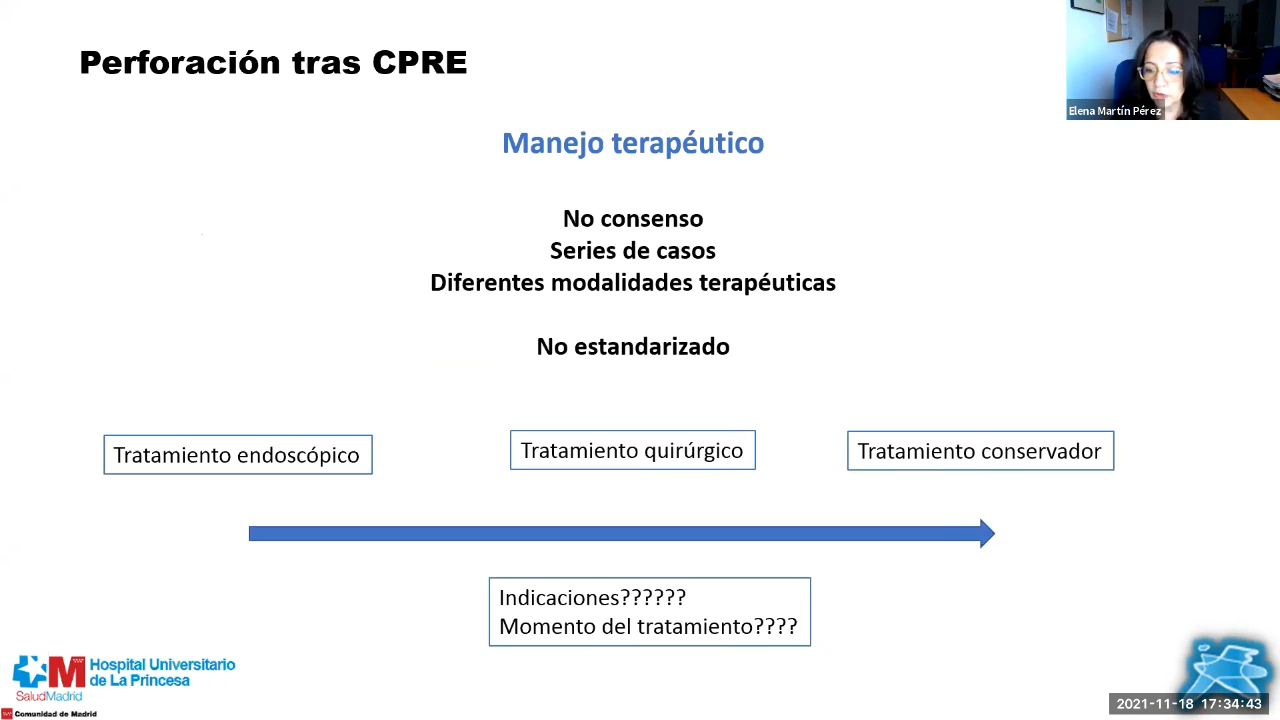 Perforación tras CPRE
Elena Martín Pérez
Manejo terapéutico
No consenso
Series de casos
Diferentes modalidades terapéuticas
No estandarizado
Tratamiento endoscópico
Tratamiento quirúrgico
Tratamiento conservador
Indicaciones??????
Momento del tratamiento????
Hospital Universitario
de La Princesa
SaludMadrid
Comunidad de Madrid
2021-11-18 17:34:43